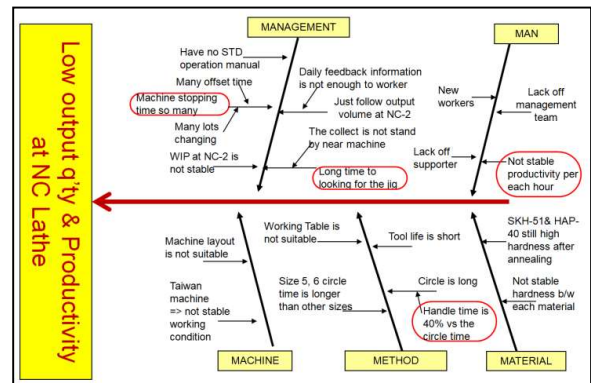 Low output q'ty & Productivity
at NC Lathe
MANAGEMENT
MAN
Have no STD
operation manual
Many offset time
Machine stopping
time so many
Many lots
changing
WIP at NC-2 is
not stable
Daily feedback information
is not enough to worker
Just follow output
volume at NC-2
The collect is not stand
by near machine
Long time to
looking for the jig
New
workers
Lack off
management
team
Lack off
supporter
Not stable
productivity per
each hour
Machine layout
is not suitable
Taiwan
machine
=> not stable
working
condition
Working Table is
not suitable
Tool life is short
Size 5, 6 circle
time is longer
than other sizes
Circle is long
Handle time is
40% vs the
circle time
SKH-51& HAP-
40 still high
hardness after
annealing
Not stable
hardness b/w
each material
MACHINE
METHOD
MATERIAL